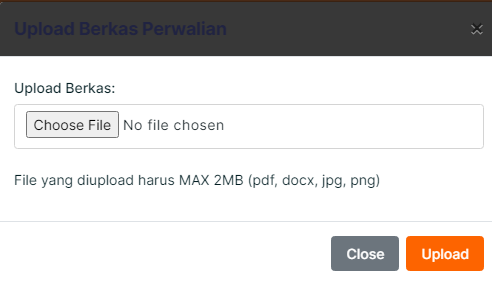 Upload Berkas Perwalian ×
Upload Berkas:
Choose File No file chosen
File yang diupload harus MAX 2MB (pdf, docx, jpg, png)
Close Upload